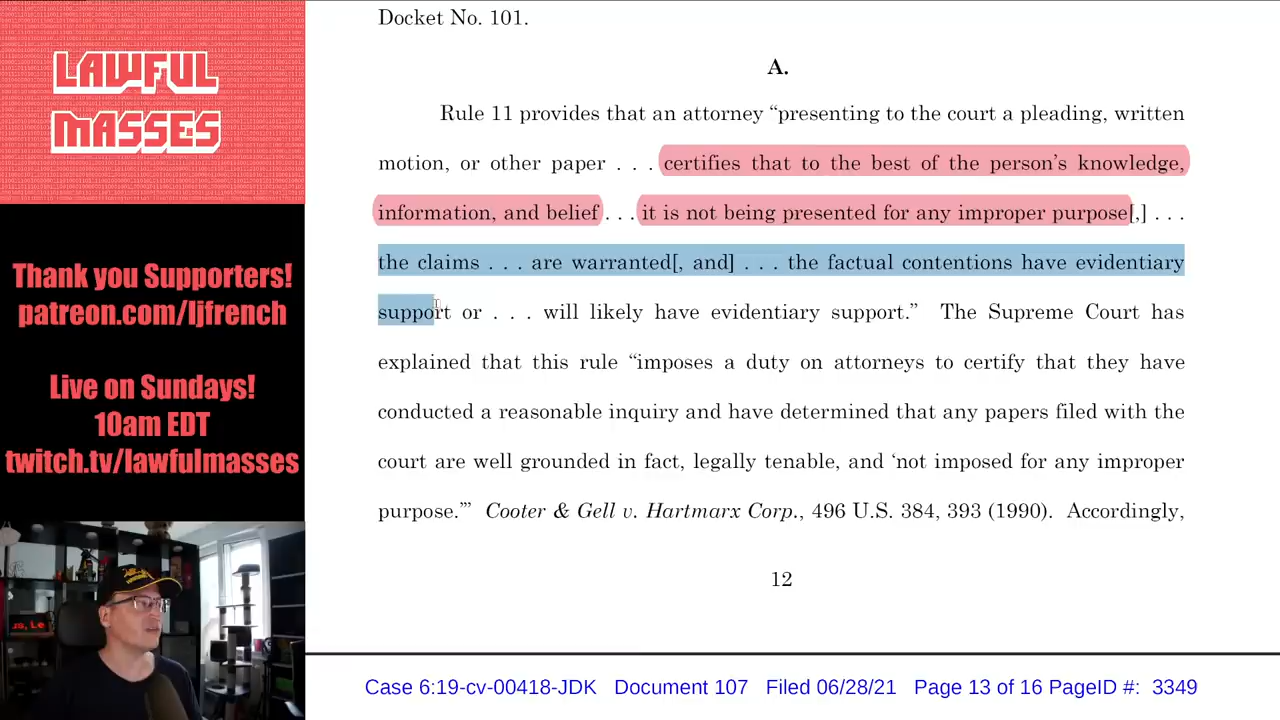 LAWFUL
MASSES
Thank you Supporters!
patreon.com/ljfrench
Live on Sundays!
10am EDT
twitch.tv/lawfulmasses
us, Le
Docket No. 101.
A.
Rule 11 provides that an attorney “presenting to the court a pleading, written
motion, or other paper . . . certifies that to the best of the person’s knowledge,
information, and belief . . . it is not being presented for any improper purpose[,] . . .
the claims . . . are warranted[, and] . . . the factual contentions have evidentiary
support or . . . will likely have evidentiary support.” The Supreme Court has
explained that this rule “imposes a duty on attorneys to certify that they have
conducted a reasonable inquiry and have determined that any papers filed with the
court are well grounded in fact, legally tenable, and ‘not imposed for any improper
purpose.’” Cooter & Gell v. Hartmarx Corp., 496 U.S. 384, 393 (1990). Accordingly,
12
Case 6:19-cv-00418-JDK Document 107 Filed 06/28/21 Page 13 of 16 PageID #: 3349